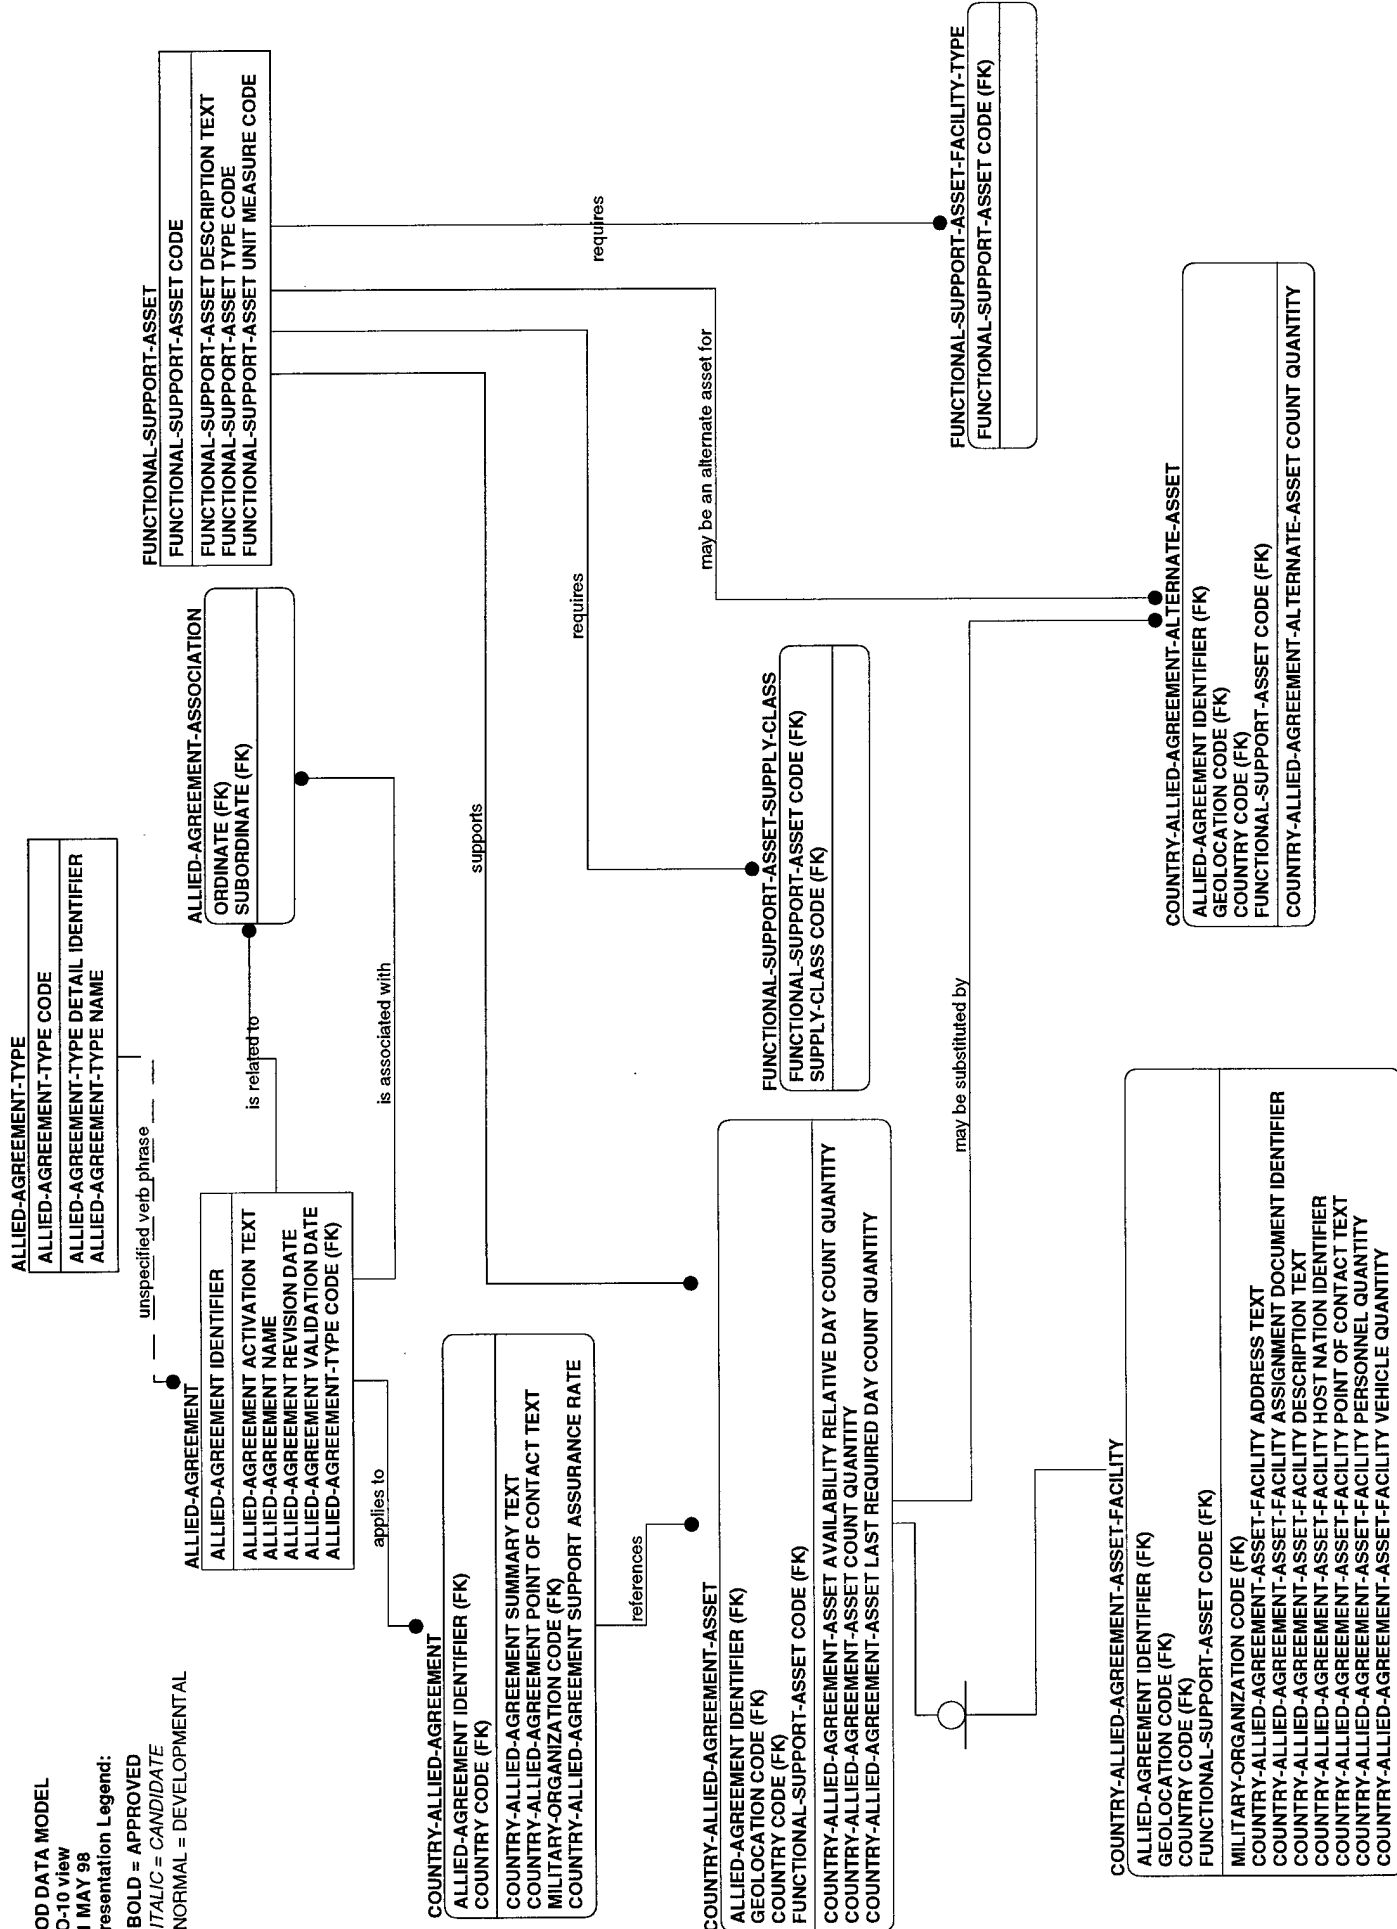 OD DATA MODEL
O-10 view
MAY 98
resentation Legend:
BOLD = APPROVED
ITALIC = CANDIDATE
NORMAL = DEVELOPMENTAL
ALLIED-AGREEMENT-TYPE
ALLIED-AGREEMENT-TYPE CODE
ALLIED-AGREEMENT-TYPE DETAIL IDENTIFIER
ALLIED-AGREEMENT-TYPE NAME
unspecified verb phrase
ALLIED-AGREEMENT
ALLIED-AGREEMENT IDENTIFIER
ALLIED-AGREEMENT ACTIVATION TEXT
ALLIED-AGREEMENT NAME
ALLIED-AGREEMENT REVISION DATE
ALLIED-AGREEMENT VALIDATION DATE
ALLIED-AGREEMENT-TYPE CODE (FK)
is related to
is associated with
ALLIED-AGREEMENT-ASSOCIATION
ORDINATE (FK)
SUBORDINATE (FK)
FUNCTIONAL-SUPPORT-ASSET
FUNCTIONAL-SUPPORT-ASSET CODE
FUNCTIONAL-SUPPORT-ASSET DESCRIPTION TEXT
FUNCTIONAL-SUPPORT-ASSET TYPE CODE
FUNCTIONAL-SUPPORT-ASSET UNIT MEASURE CODE
applies to
COUNTRY-ALLIED-AGREEMENT
ALLIED-AGREEMENT IDENTIFIER (FK)
COUNTRY CODE (FK)
COUNTRY-ALLIED-AGREEMENT SUMMARY TEXT
COUNTRY-ALLIED-AGREEMENT POINT OF CONTACT TEXT
MILITARY-ORGANIZATION CODE (FK)
COUNTRY-ALLIED-AGREEMENT SUPPORT ASSURANCE RATE
supports
requires
requires
may be an alternate asset for
references
FUNCTIONAL-SUPPORT-ASSET-SUPPLY-CLASS
FUNCTIONAL-SUPPORT-ASSET CODE (FK)
SUPPLY-CLASS CODE (FK)
COUNTRY-ALLIED-AGREEMENT-ASSET
ALLIED-AGREEMENT IDENTIFIER (FK)
GEOLOCATION CODE (FK)
COUNTRY CODE (FK)
FUNCTIONAL-SUPPORT-ASSET CODE (FK)
COUNTRY-ALLIED-AGREEMENT-ASSET AVAILABILITY RELATIVE DAY COUNT QUANTITY
COUNTRY-ALLIED-AGREEMENT-ASSET COUNT QUANTITY
COUNTRY-ALLIED-AGREEMENT-ASSET LAST REQUIRED DAY COUNT QUANTITY
may be substituted by
FUNCTIONAL-SUPPORT-ASSET-FACILITY-TYPE
FUNCTIONAL-SUPPORT-ASSET CODE (FK)
COUNTRY-ALLIED-AGREEMENT-ASSET-FACILITY
ALLIED-AGREEMENT IDENTIFIER (FK)
GEOLOCATION CODE (FK)
COUNTRY CODE (FK)
FUNCTIONAL-SUPPORT-ASSET CODE (FK)
MILITARY-ORGANIZATION CODE (FK)
COUNTRY-ALLIED-AGREEMENT-ASSET-FACILITY ADDRESS TEXT
COUNTRY-ALLIED-AGREEMENT-ASSET-FACILITY ASSIGNMENT DOCUMENT IDENTIFIER
COUNTRY-ALLIED-AGREEMENT-ASSET-FACILITY DESCRIPTION TEXT
COUNTRY-ALLIED-AGREEMENT-ASSET-FACILITY HOST NATION IDENTIFIER
COUNTRY-ALLIED-AGREEMENT-ASSET-FACILITY POINT OF CONTACT TEXT
COUNTRY-ALLIED-AGREEMENT-ASSET-FACILITY PERSONNEL QUANTITY
COUNTRY-ALLIED-AGREEMENT-ASSET-FACILITY VEHICLE QUANTITY
COUNTRY-ALLIED-AGREEMENT-ALTERNATE-ASSET
ALLIED-AGREEMENT IDENTIFIER (FK)
GEOLOCATION CODE (FK)
COUNTRY CODE (FK)
FUNCTIONAL-SUPPORT-ASSET CODE (FK)
COUNTRY-ALLIED-AGREEMENT-ALTERNATE-ASSET COUNT QUANTITY